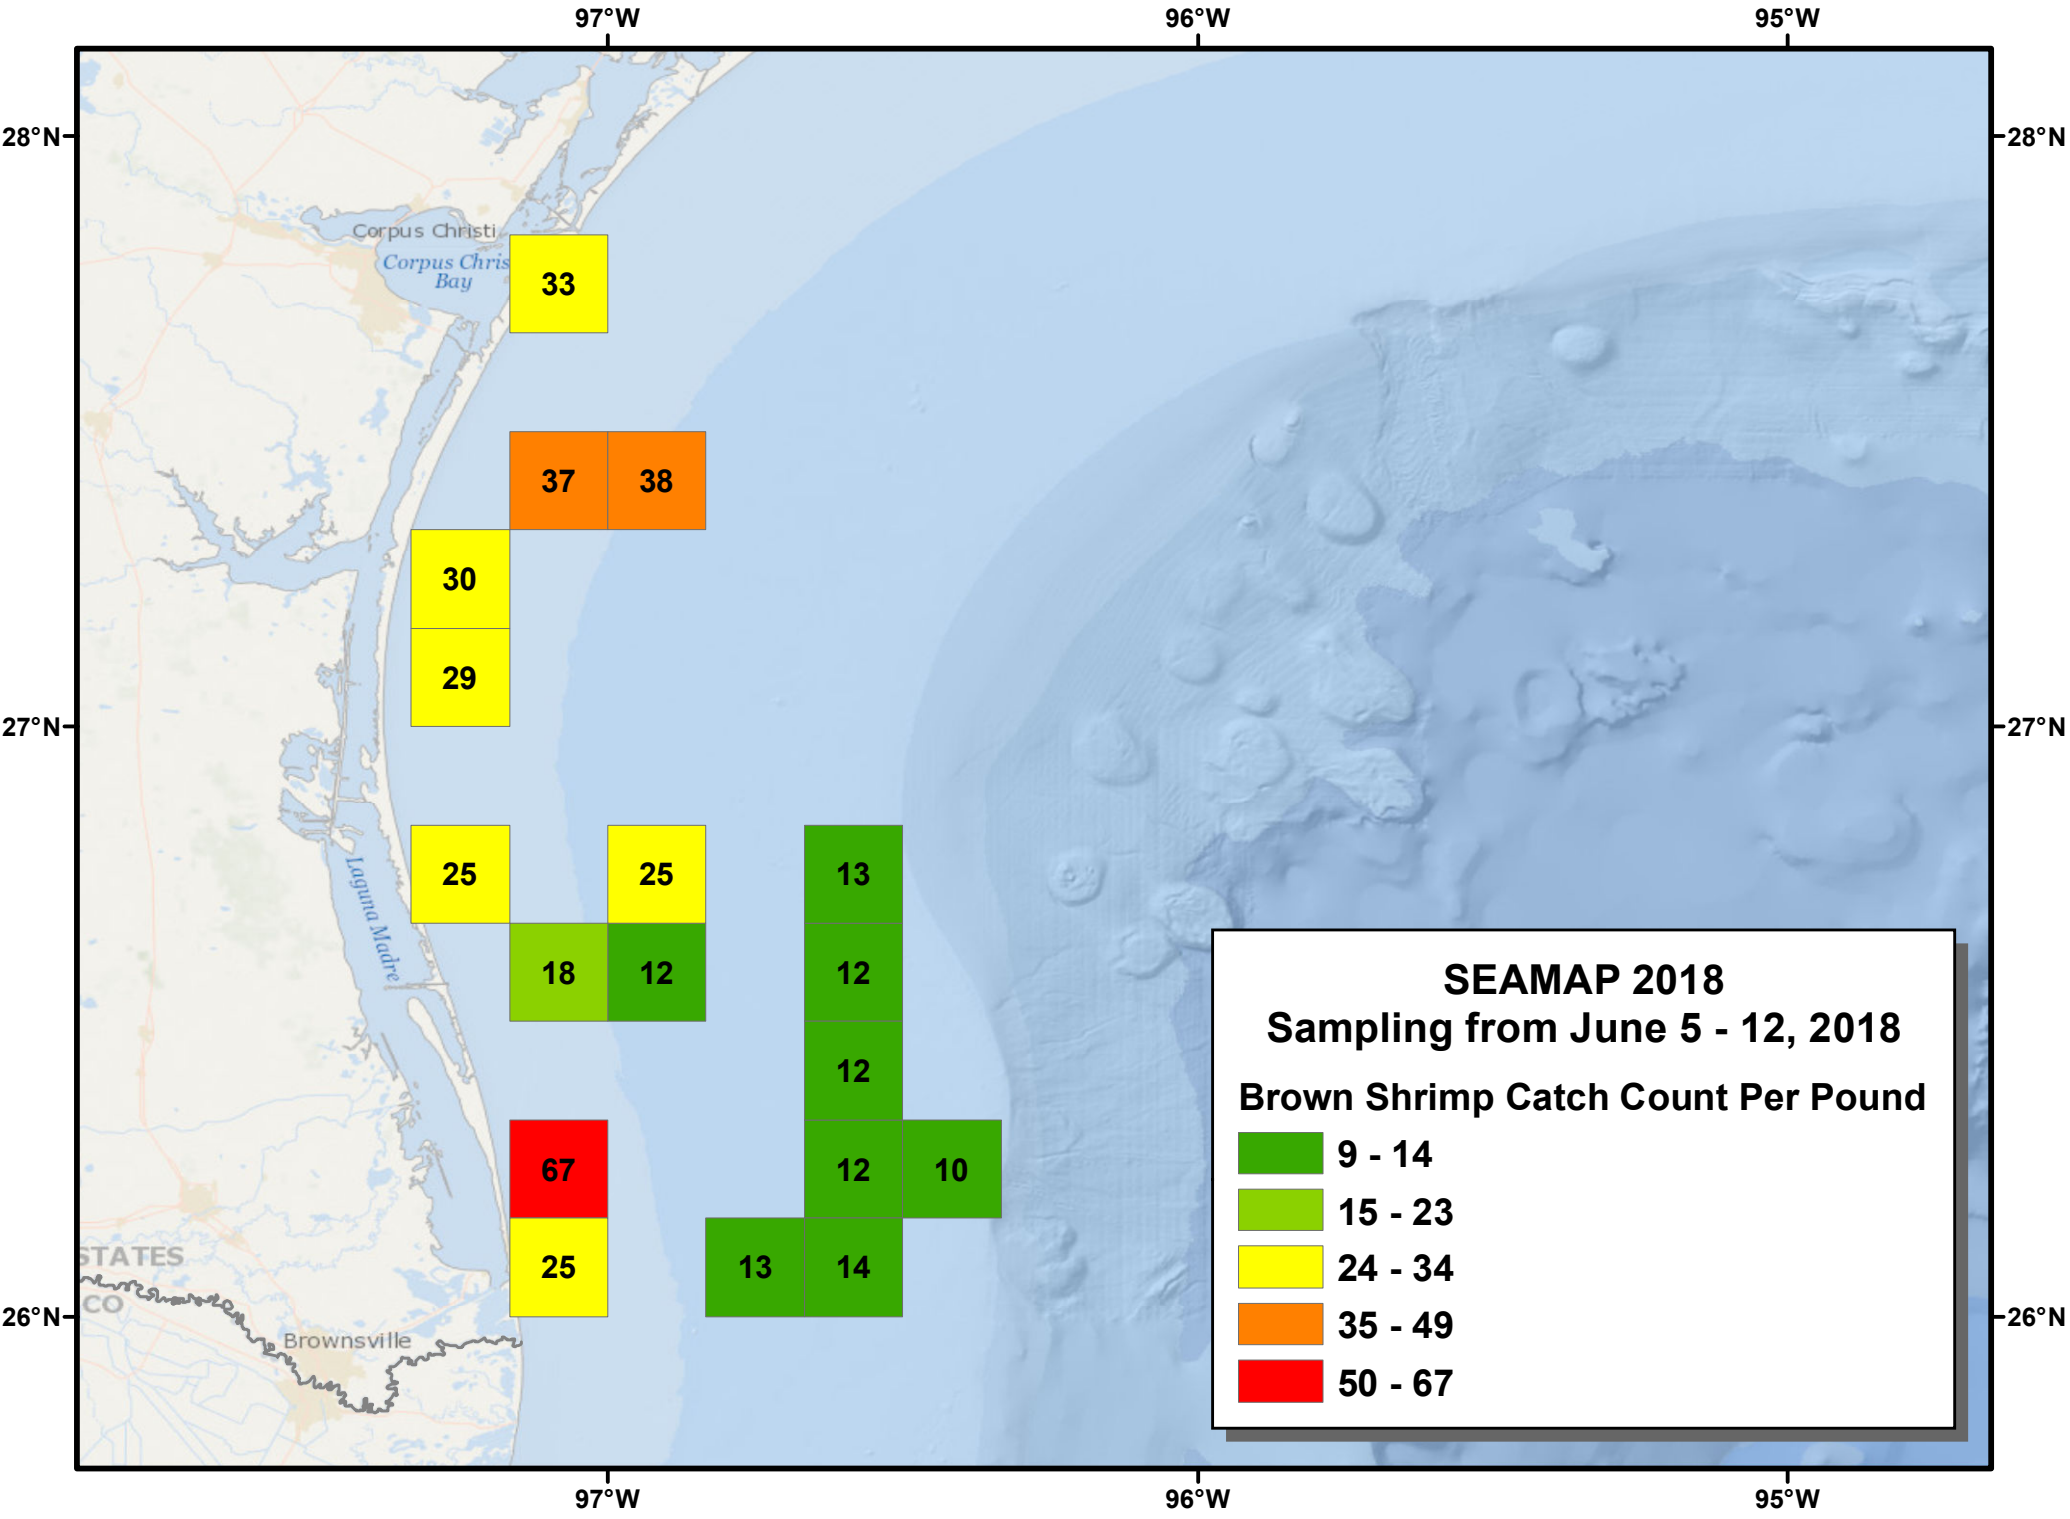 97°W 96°W 95°W
28°N 28°N
Corpus Christi
Corpus Chris
Bay
33
37 38
30
29
27°N 27°N
25 25 13
Laguna Madre
18 12 12
12
67 12 10
25 13 14
STATES
CO
26°N 26°N
Brownsville
SEAMAP 2018
Sampling from June 5 - 12, 2018
Brown Shrimp Catch Count Per Pound
9 - 14
15 - 23
24 - 34
35 - 49
50 - 67
97°W 96°W 95°W